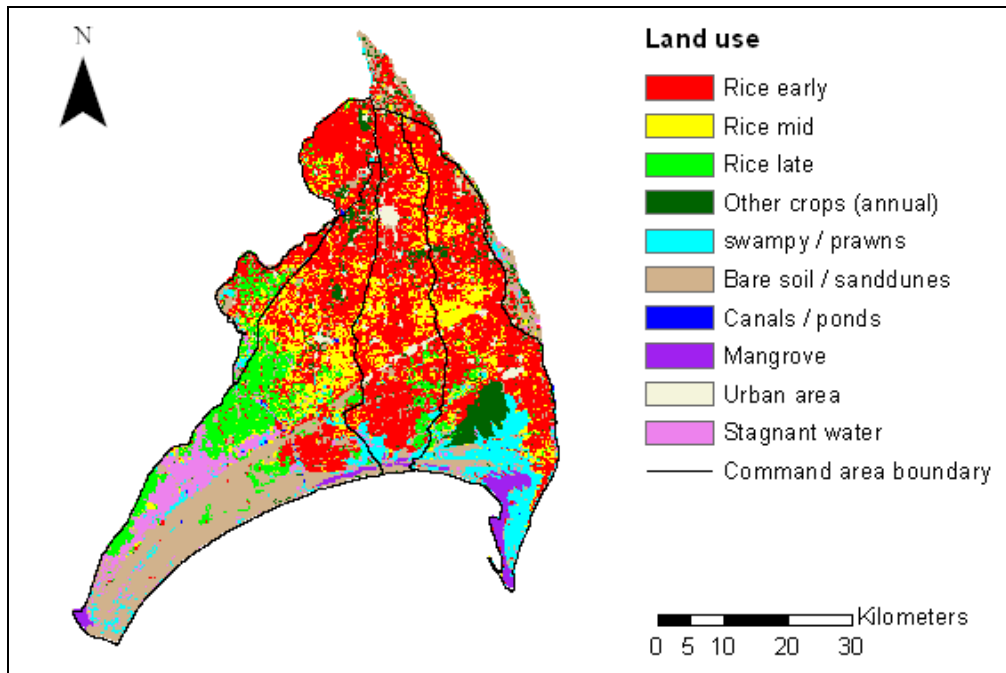 N
Land use
Rice early
Rice mid
Rice late
Other crops (annual)
swampy / prawns
Bare soil / sanddunes
Canals / ponds
Mangrove
Urban area
Stagnant water
Command area boundary
Kilometers
0 5 10 20 30